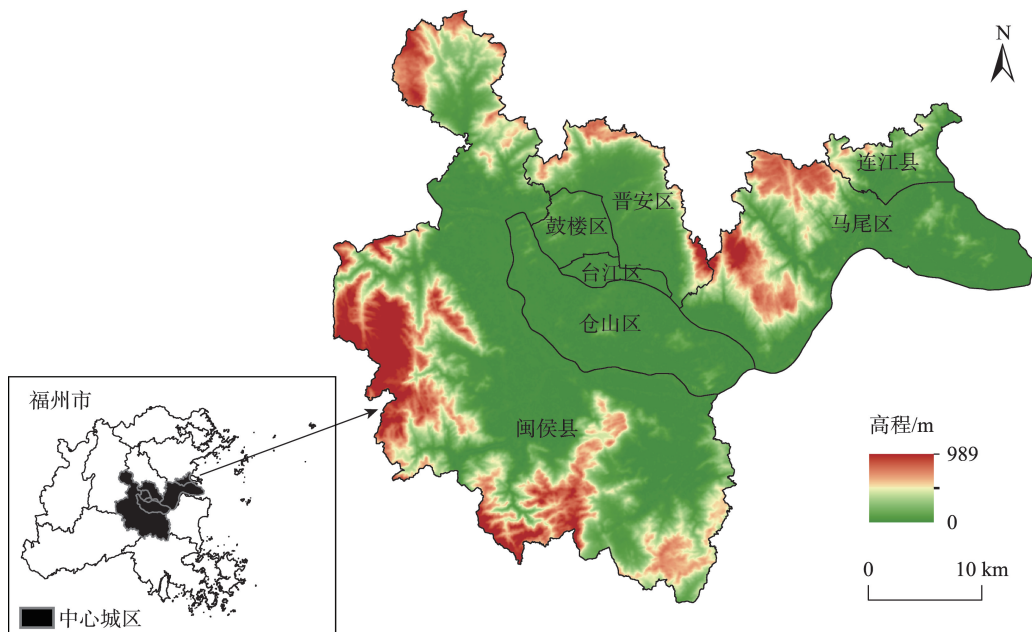 N
连江县
晋安区
马尾区
鼓楼区
台江区
仓山区
福州市
闽侯县
高程/m
989
0
0 10 km
中心城区